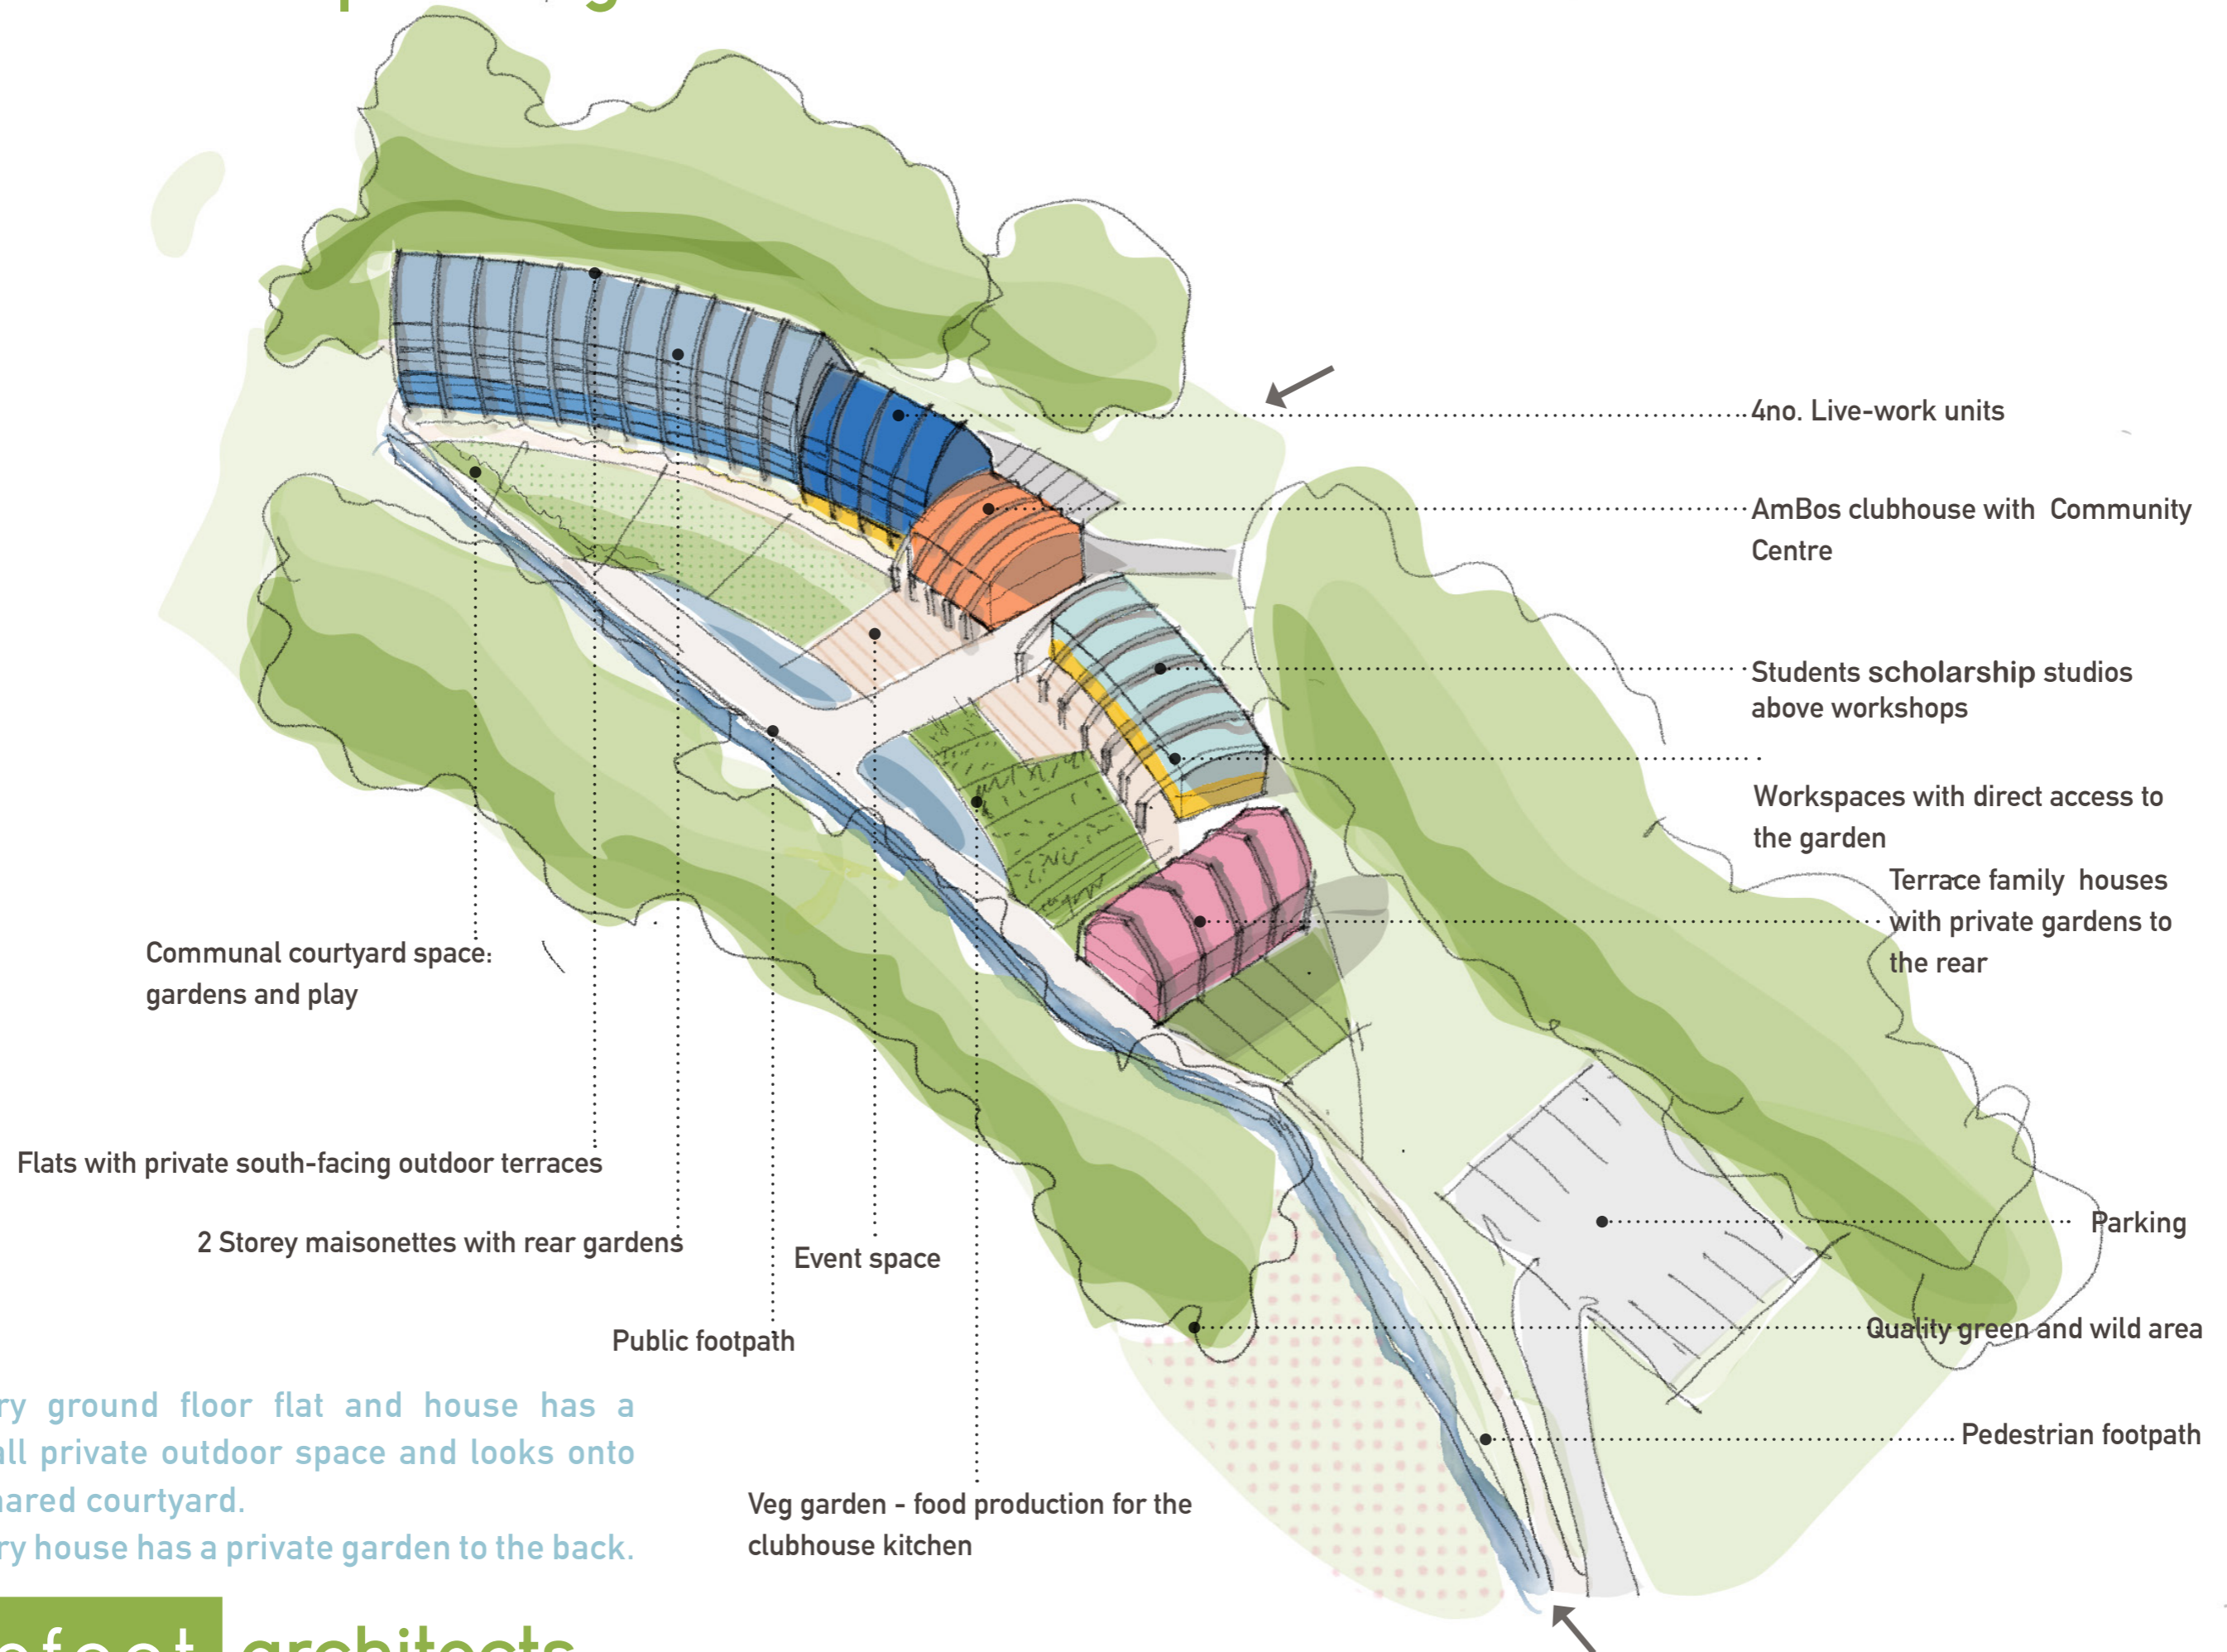 4no. Live-work units
AmBos clubhouse with Community
Centre
Students scholarship studios
above workshops
Workspaces with direct access to
the garden
Terrace family houses
with private gardens to
the rear
Communal courtyard space:
gardens and play
Flats with private south-facing outdoor terraces
2 Storey maisonettes with rear gardens
Event space
Public footpath
Parking
Quality green and wild area
Pedestrian footpath
Veg garden - food production for the
clubhouse kitchen
ground floor flat and house has a
private outdoor space and looks onto
courtyard.
house has a private garden to the back.
architects